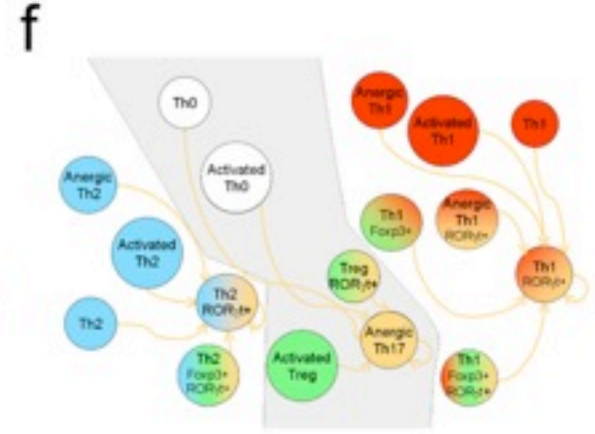 f
Th0
Anergic
Th1
Activated
Th1
Th1
Activated
Th0
Anergic
Th2
Th1
Foxp3+
Anergic
Th1
RORγt+
Activated
Th2
Treg
RORγt+
Th1
RORγt+
Th2
RORγt+
Th2
Anergic
Th17
Activated
Treg
Th2
Foxp3+
RORγt+
Th1
Foxp3+
RORγt+